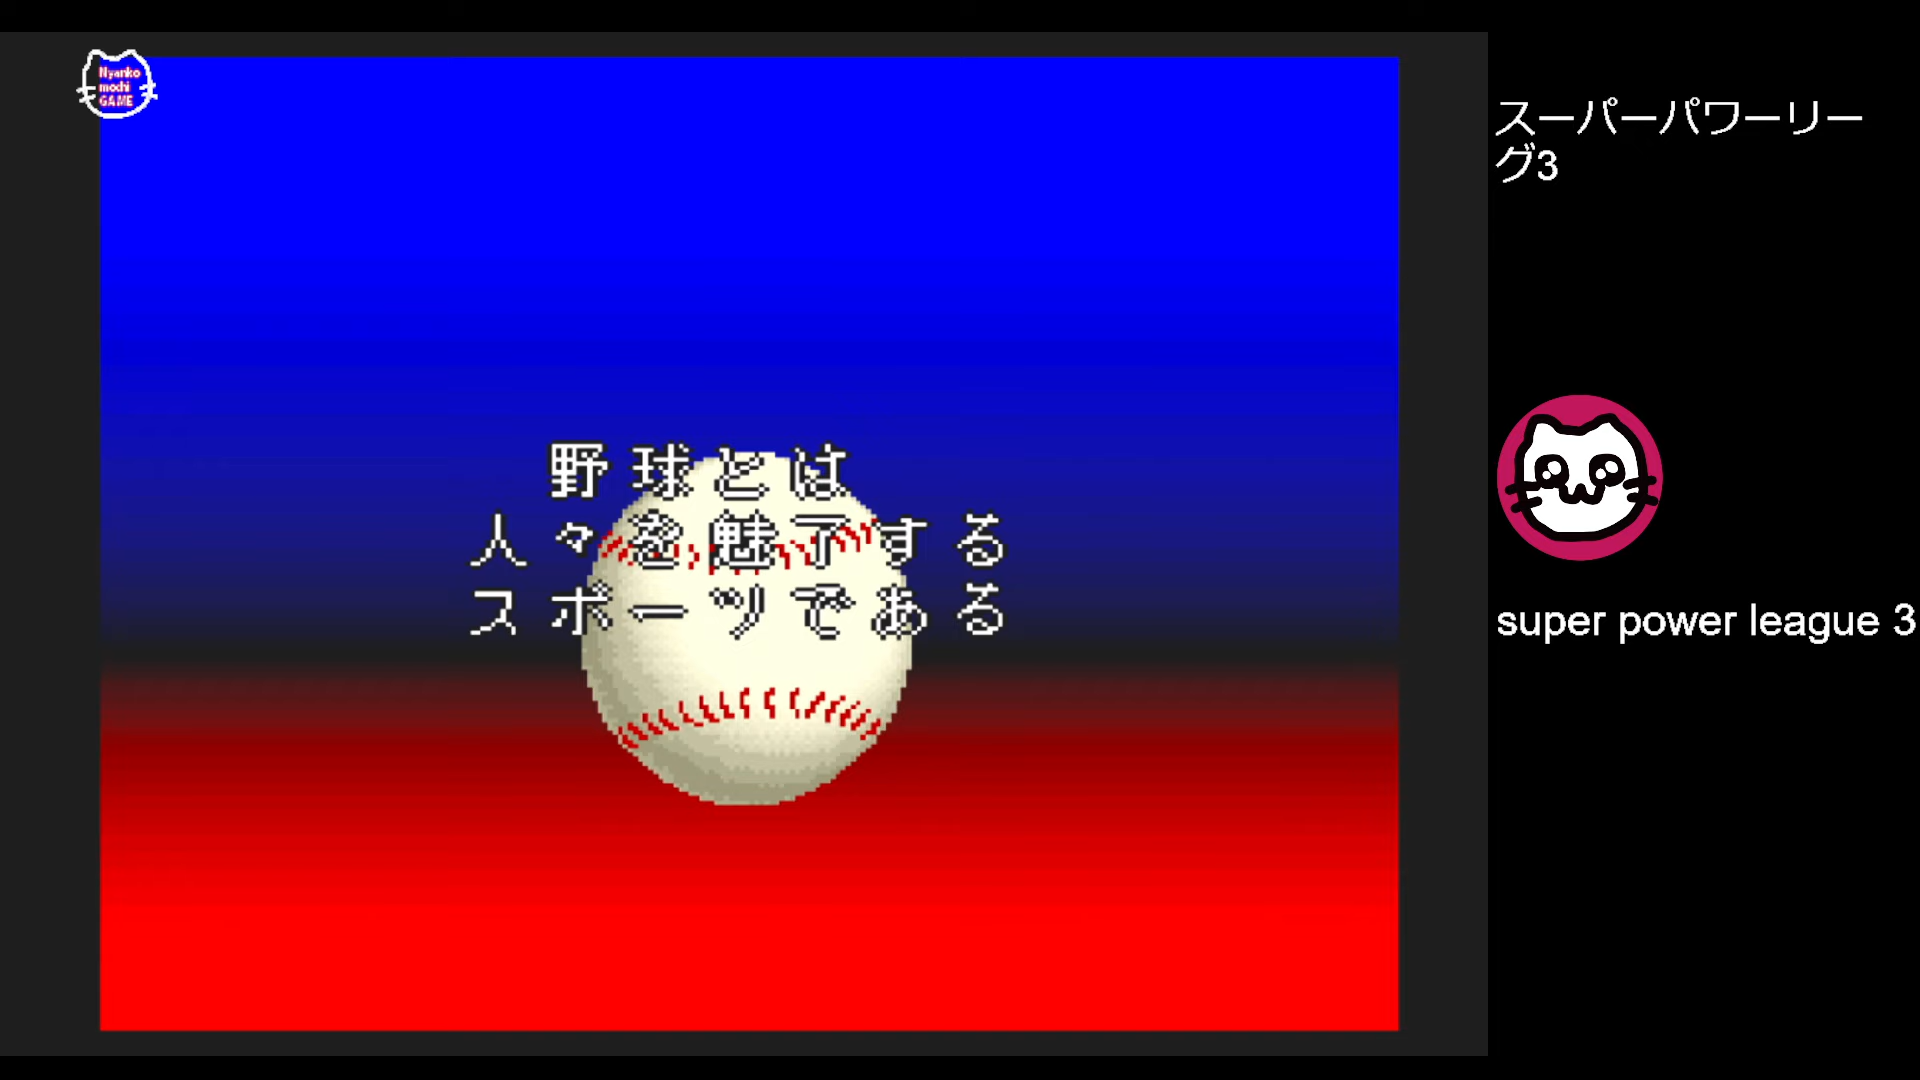 Nyanko
mochi
GAME
野球とは
人々を魅了する
スポーツである
スーパーパワーリー
グ3
super power league 3